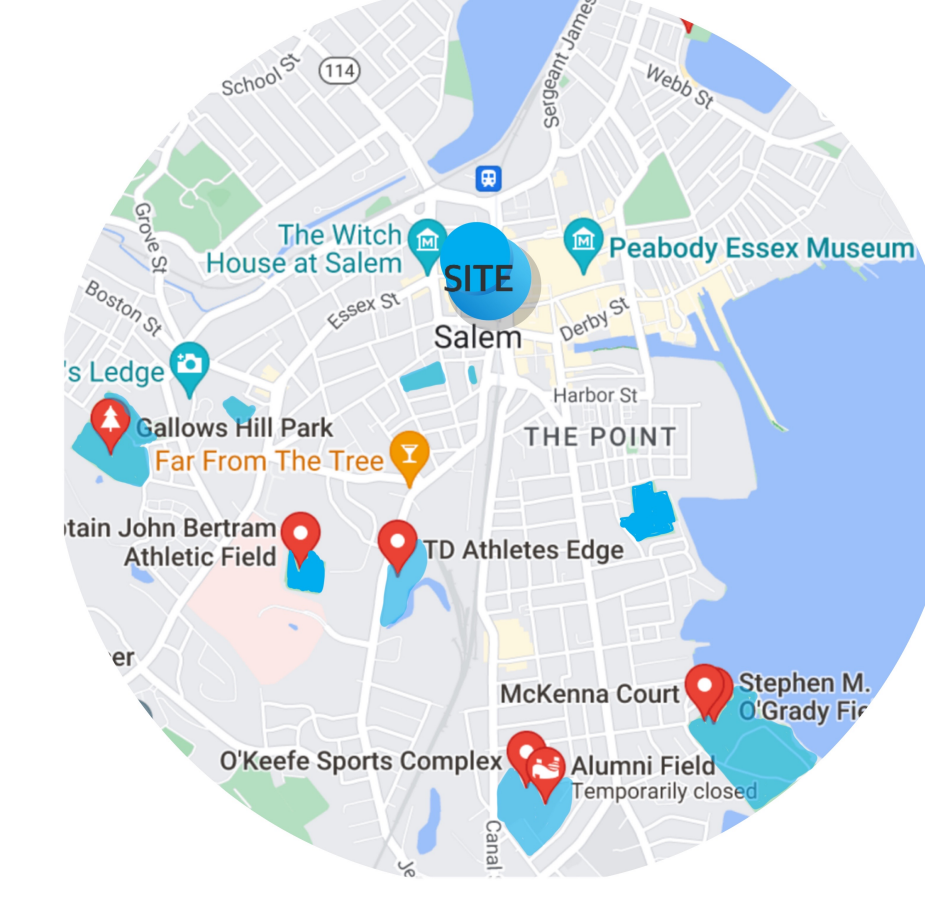 School St
114
Sergeant James
Webb St
Grove St
The Witch
House at Salem
Peabody Essex Museum
SITE
Boston St
Essex St
Derby St
Salem
's Ledge
Harbor St
Gallows Hill Park
THE POINT
Far From The Tree
tain John Bertram
Athletic Field
TD Athletes Edge
er
McKenna Court
Stephen M.
O'Grady Fie
O'Keefe Sports Complex
Alumni Field
Temporarily closed
Canal
Je